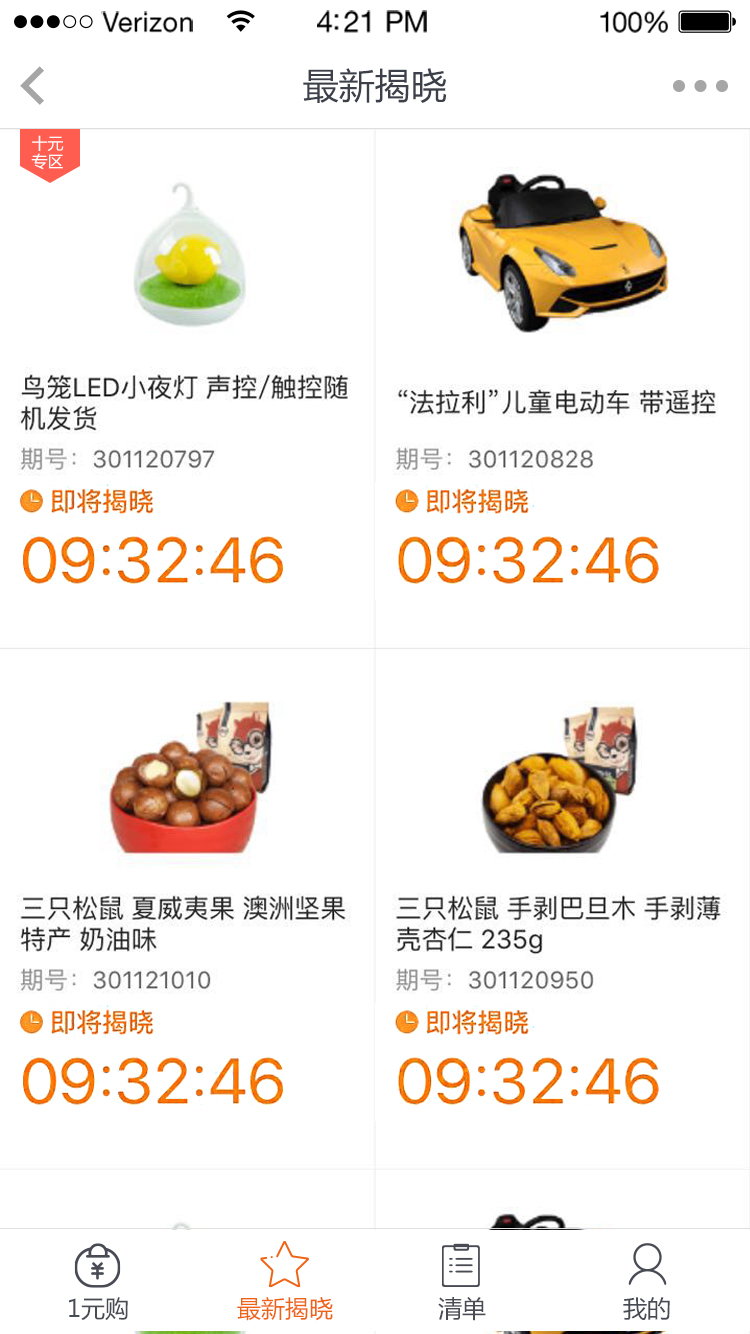 Verizon 4:21 PM 100%
最新揭晓
十元
专区
鸟笼LED小夜灯 声控/触控随
机发货
期号：301120797
即将揭晓
09:32:46
“法拉利”儿童电动车 带遥控
期号：301120828
即将揭晓
09:32:46
三只松鼠 夏威夷果 澳洲坚果
特产 奶油味
期号：301121010
即将揭晓
09:32:46
三只松鼠 手剥巴旦木 手剥薄
壳杏仁 235g
期号：301120950
即将揭晓
09:32:46
1元购
最新揭晓
清单
我的